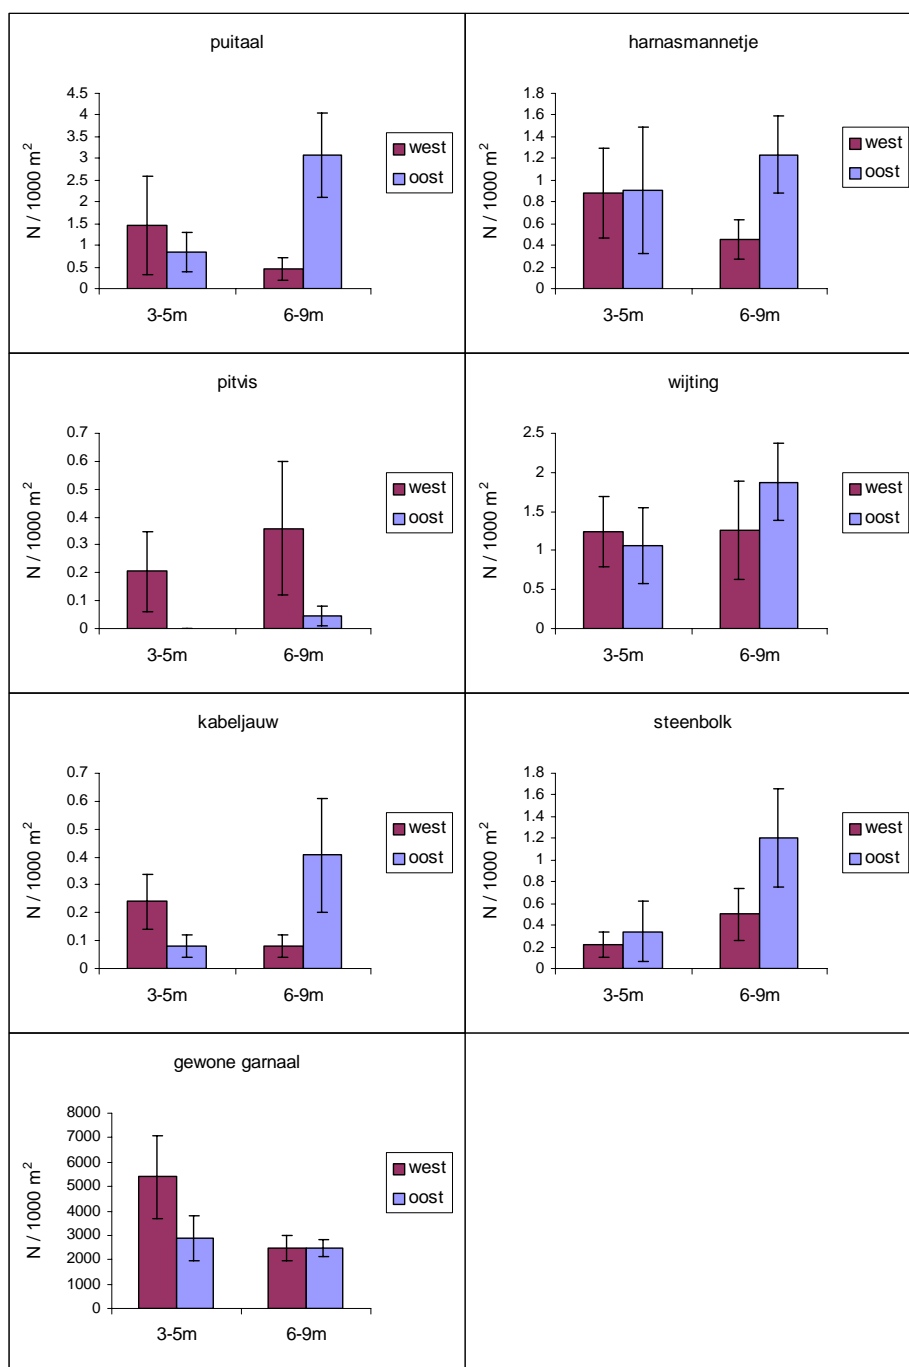 puitaal
4.5
4
3.5
3
2.5
2
1.5
1
0.5
0
N / 1000 m²
3-5m
6-9m
west
oost
harnasmannetje
1.8
1.6
1.4
1.2
1
0.8
0.6
0.4
0.2
0
N / 1000 m²
3-5m
6-9m
west
oost
pitvis
0.7
0.6
0.5
0.4
0.3
0.2
0.1
0
N / 1000 m²
3-5m
6-9m
west
oost
wijting
2.5
2
1.5
1
0.5
0
N / 1000 m²
3-5m
6-9m
west
oost
kabeljauw
0.7
0.6
0.5
0.4
0.3
0.2
0.1
0
N / 1000 m²
3-5m
6-9m
west
oost
steenbolk
1.8
1.6
1.4
1.2
1
0.8
0.6
0.4
0.2
0
N / 1000 m²
3-5m
6-9m
west
oost
gewone garnaal
8000
7000
6000
5000
4000
3000
2000
1000
0
N / 1000 m²
3-5m
6-9m
west
oost